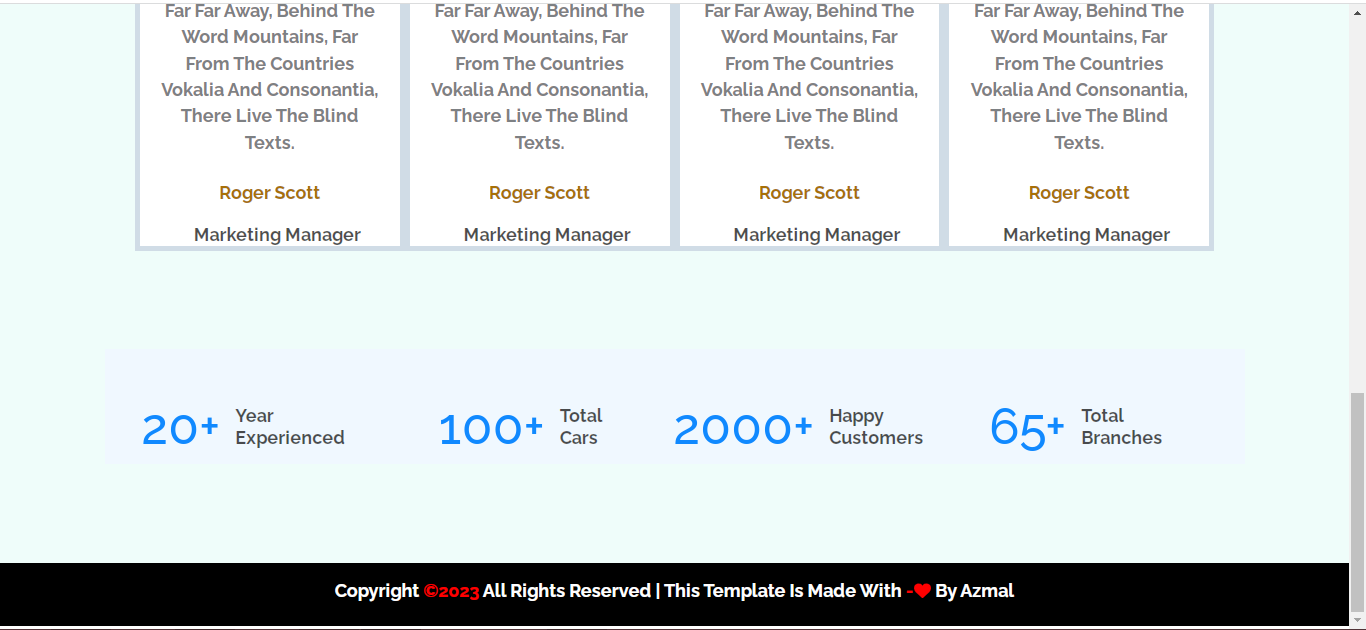 Far Far Away, Behind The
Word Mountains, Far
From The Countries
Vokalia And Consonantia,
There Live The Blind
Texts.
Roger Scott
Marketing Manager
Far Far Away, Behind The
Word Mountains, Far
From The Countries
Vokalia And Consonantia,
There Live The Blind
Texts.
Roger Scott
Marketing Manager
Far Far Away, Behind The
Word Mountains, Far
From The Countries
Vokalia And Consonantia,
There Live The Blind
Texts.
Roger Scott
Marketing Manager
Far Far Away, Behind The
Word Mountains, Far
From The Countries
Vokalia And Consonantia,
There Live The Blind
Texts.
Roger Scott
Marketing Manager
20+
Year
Experienced
100+
Total
Cars
2000+
Happy
Customers
65+
Total
Branches
Copyright ©2023 All Rights Reserved | This Template Is Made With -❤ By Azmal